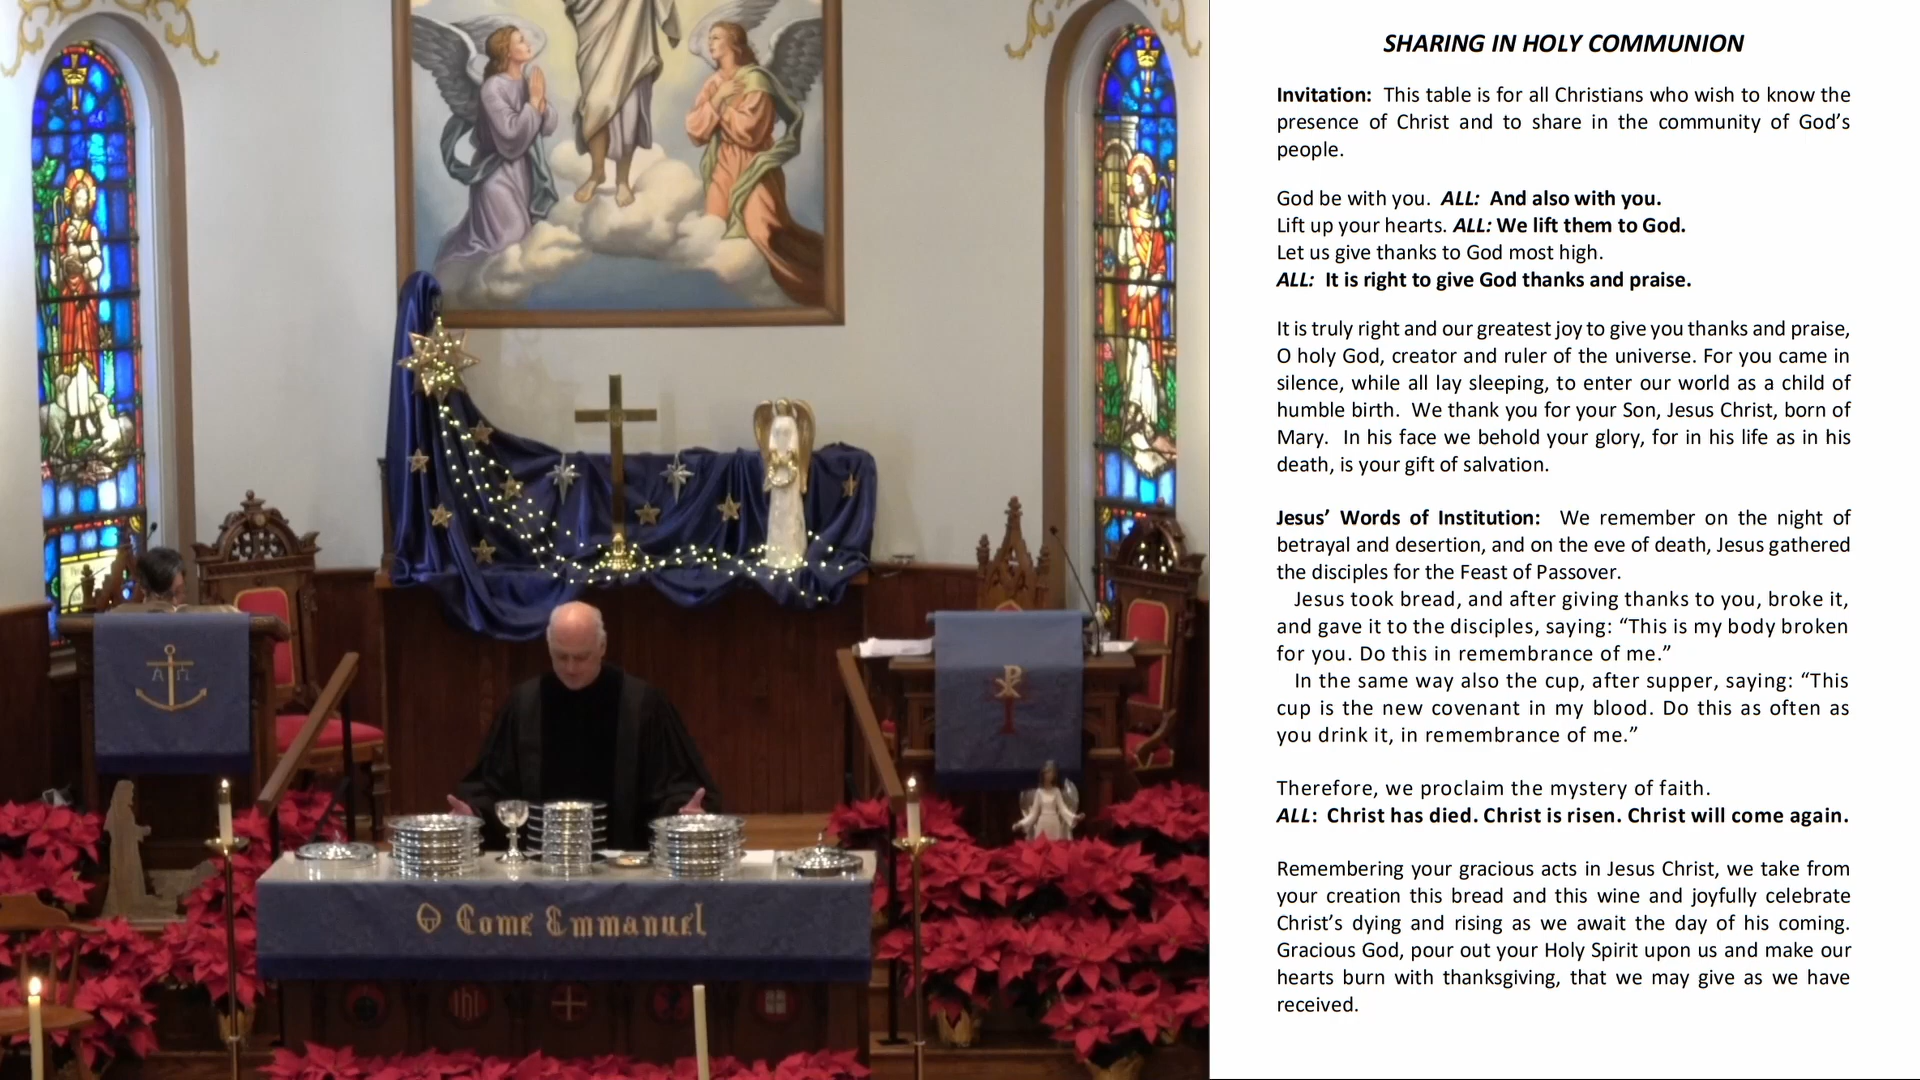 O Come Emmanuel
IHS
SHARING IN HOLY COMMUNION
Invitation: This table is for all Christians who wish to know the
presence of Christ and to share in the community of God’s
people.
God be with you. ALL: And also with you.
Lift up your hearts. ALL: We lift them to God.
Let us give thanks to God most high.
ALL: It is right to give God thanks and praise.
It is truly right and our greatest joy to give you thanks and praise,
O holy God, creator and ruler of the universe. For you came in
silence, while all lay sleeping, to enter our world as a child of
humble birth. We thank you for your Son, Jesus Christ, born of
Mary. In his face we behold your glory, for in his life as in his
death, is your gift of salvation.
Jesus’ Words of Institution: We remember on the night of
betrayal and desertion, and on the eve of death, Jesus gathered
the disciples for the Feast of Passover.
Jesus took bread, and after giving thanks to you, broke it,
and gave it to the disciples, saying: “This is my body broken
for you. Do this in remembrance of me.”
In the same way also the cup, after supper, saying: “This
cup is the new covenant in my blood. Do this as often as
you drink it, in remembrance of me.”
Therefore, we proclaim the mystery of faith.
ALL: Christ has died. Christ is risen. Christ will come again.
Remembering your gracious acts in Jesus Christ, we take from
your creation this bread and this wine and joyfully celebrate
Christ’s dying and rising as we await the day of his coming.
Gracious God, pour out your Holy Spirit upon us and make our
hearts burn with thanksgiving, that we may give as we have
received.